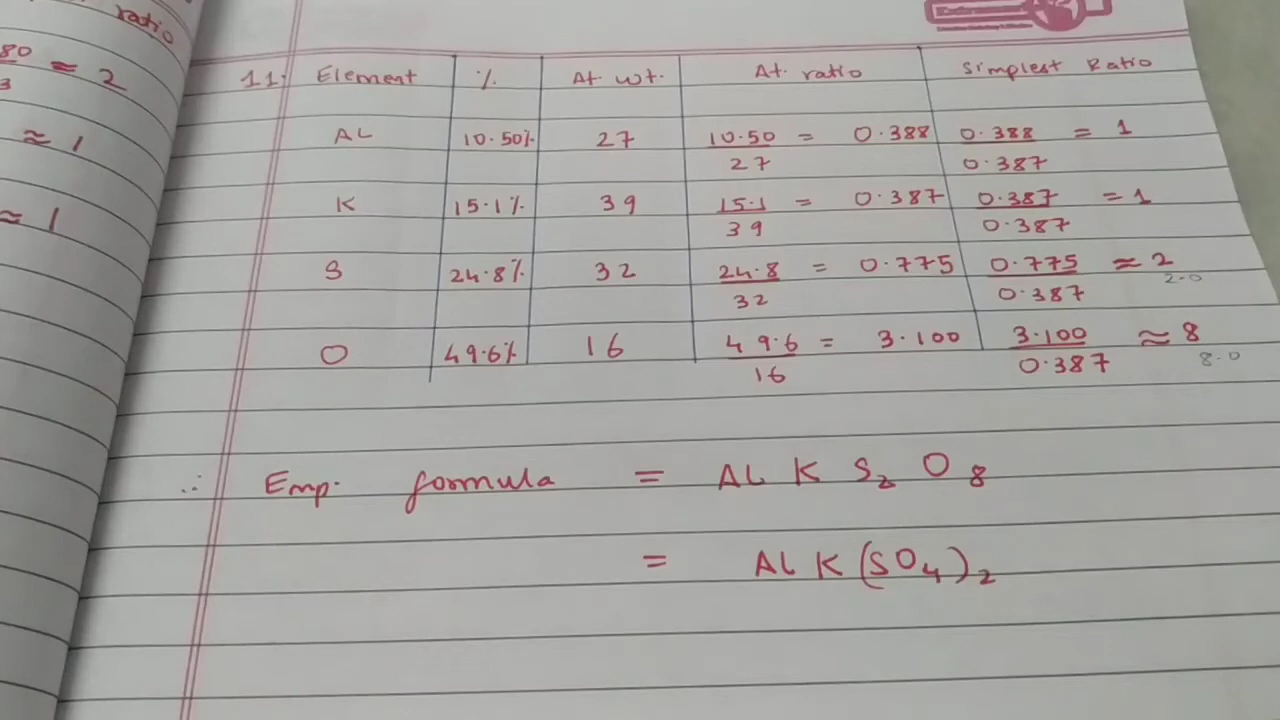 ratio
80 ≈ 2
3
≈ 1
≈ 1
11. Element % At wt. At. ratio Simplest Ratio
AL 10.50% 27 10.50 = 0.388 0.388 = 1
27 0.387
K 15.1% 39 15.1 = 0.387 0.387 = 1
39 0.387
S 24.8% 32 24.8 = 0.775 0.775 ≈ 2
32 0.387 2.0
O 49.6% 16 49.6 = 3.100 3.100 ≈ 8
16 0.387 8.0
∴ Emp. formula = AL K S₂ O₈
= AL K (SO₄)₂